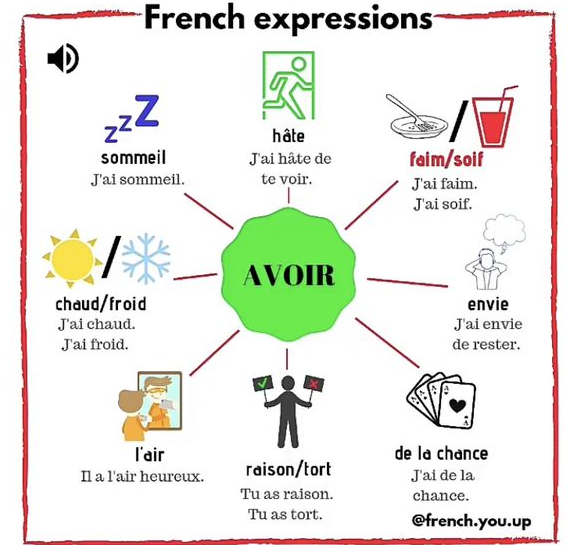 French expressions
zzZ
sommeil
J'ai sommeil.
hâte
J'ai hâte de
te voir.
faim/soif
J'ai faim.
J'ai soif.
chaud/froid
J'ai chaud.
J'ai froid.
AVOIR
envie
J'ai envie
de rester.
l'air
Il a l'air heureux.
raison/tort
Tu as raison.
Tu as tort.
de la chance
J'ai de la
chance.
@french.you.up